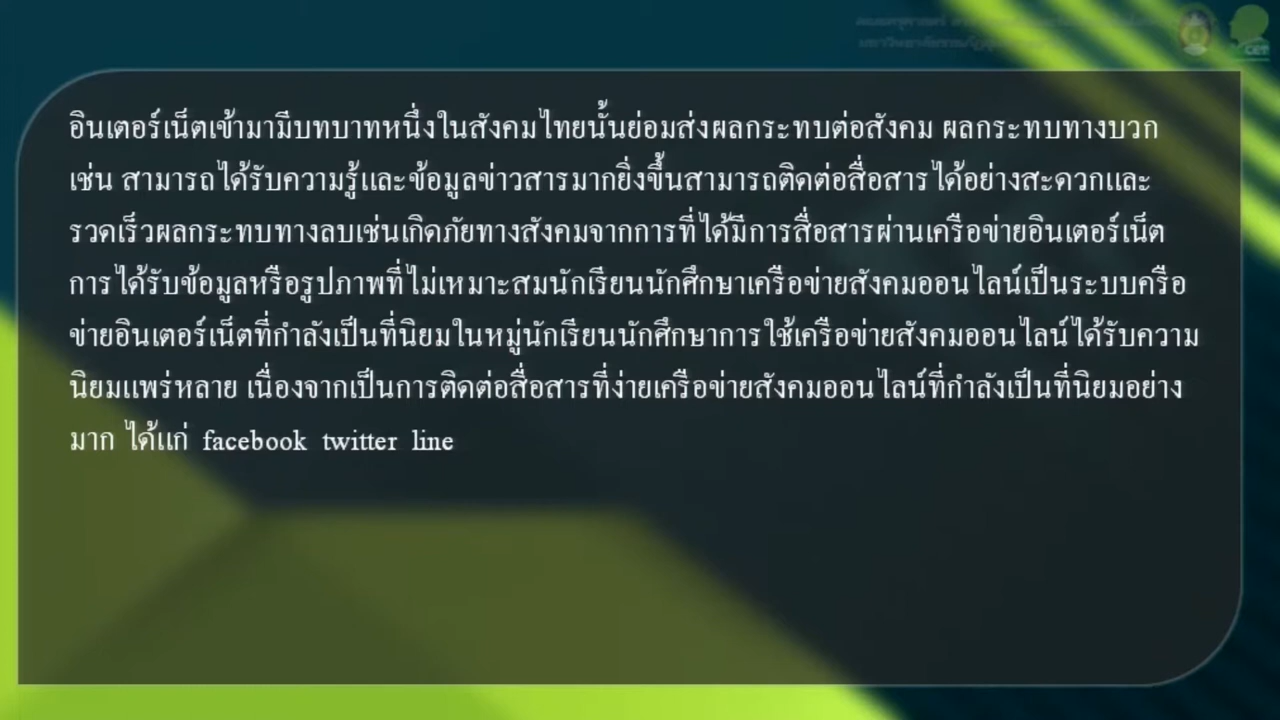 อินเตอร์เน็ตเข้ามามีบทบาทหนึ่งในสังคมไทยนั้นย่อมส่งผลกระทบต่อสังคม ผลกระทบทางบวก
เช่น สามารถได้รับความรู้และข้อมูลข่าวสารมากยิ่งขึ้นสามารถติดต่อสื่อสารได้อย่างสะดวกและ
รวดเร็วผลกระทบทางลบเช่นเกิดภัยทางสังคมจากการที่ได้มีการสื่อสารผ่านเครือข่ายอินเตอร์เน็ต
การได้รับข้อมูลหรือรูปภาพที่ไม่เหมาะสมนักเรียนนักศึกษาเครือข่ายสังคมออนไลน์เป็นระบบครือ
ข่ายอินเตอร์เน็ตที่กำลังเป็นที่นิยมในหมู่นักเรียนนักศึกษาการใช้เครือข่ายสังคมออนไลน์ได้รับความ
นิยมแพร่หลาย เนื่องจากเป็นการติดต่อสื่อสารที่ง่ายเครือข่ายสังคมออนไลน์ที่กำลังเป็นที่นิยมอย่าง
มาก ได้แก่ facebook twitter line